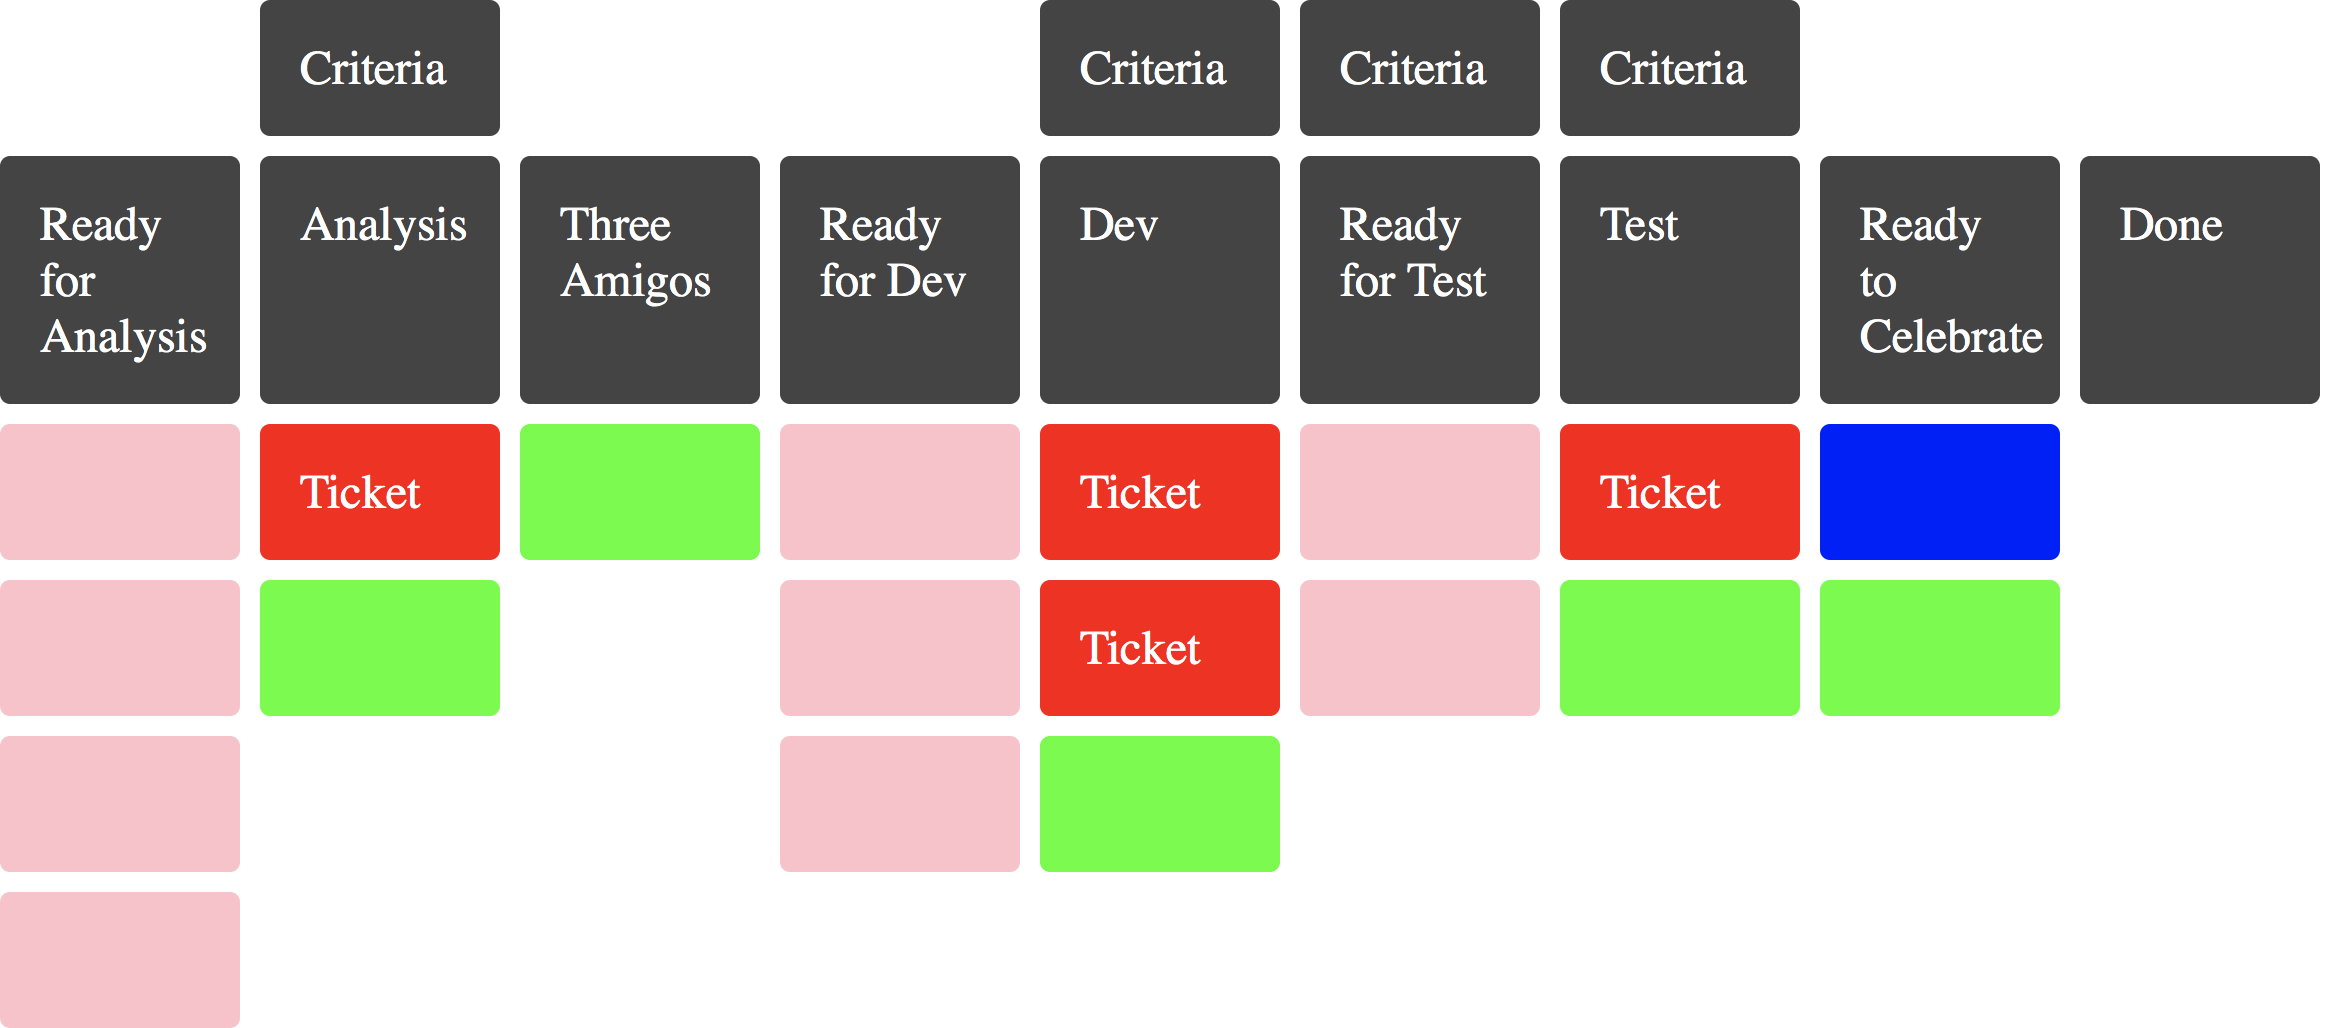 Criteria
Criteria
Criteria
Criteria
Ready
for
Analysis
Analysis
Three
Amigos
Ready
for Dev
Dev
Ready
for Test
Test
Ready
to
Celebrate
Done
Ticket
Ticket
Ticket
Ticket